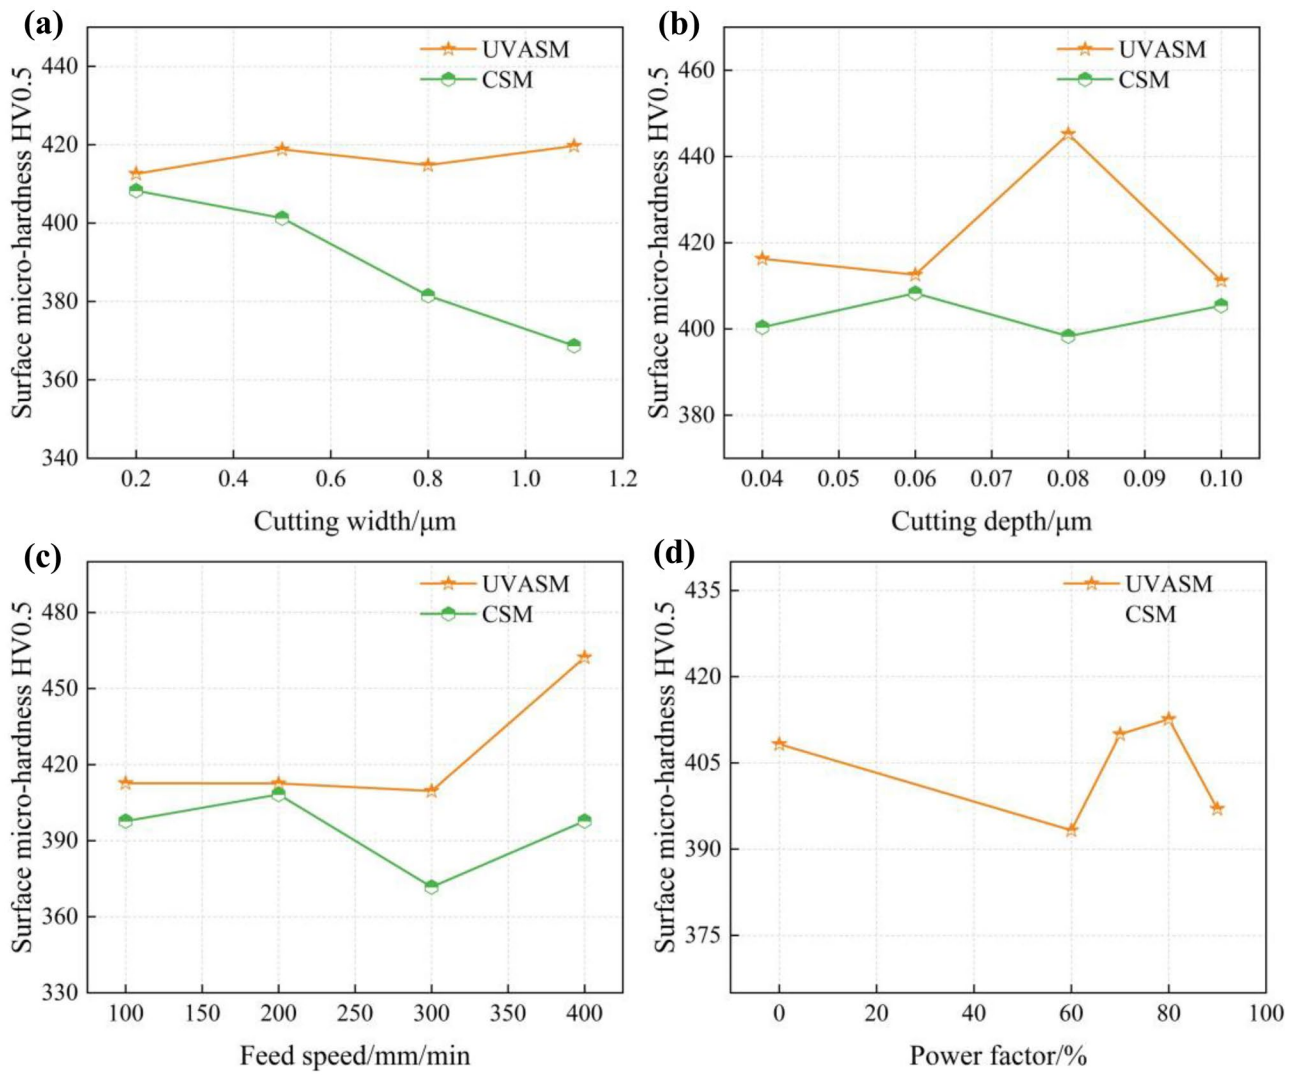 (a)
UVASM
CSM
Surface micro-hardness HV0.5
440
420
400
380
360
340
0.2 0.4 0.6 0.8 1.0 1.2
Cutting width/μm
(b)
UVASM
CSM
Surface micro-hardness HV0.5
460
440
420
400
380
0.04 0.05 0.06 0.07 0.08 0.09 0.10
Cutting depth/μm
(c)
UVASM
CSM
Surface micro-hardness HV0.5
480
450
420
390
360
330
100 150 200 250 300 350 400
Feed speed/mm/min
(d)
UVASM
CSM
Surface micro-hardness HV0.5
435
420
405
390
375
0 20 40 60 80 100
Power factor/%